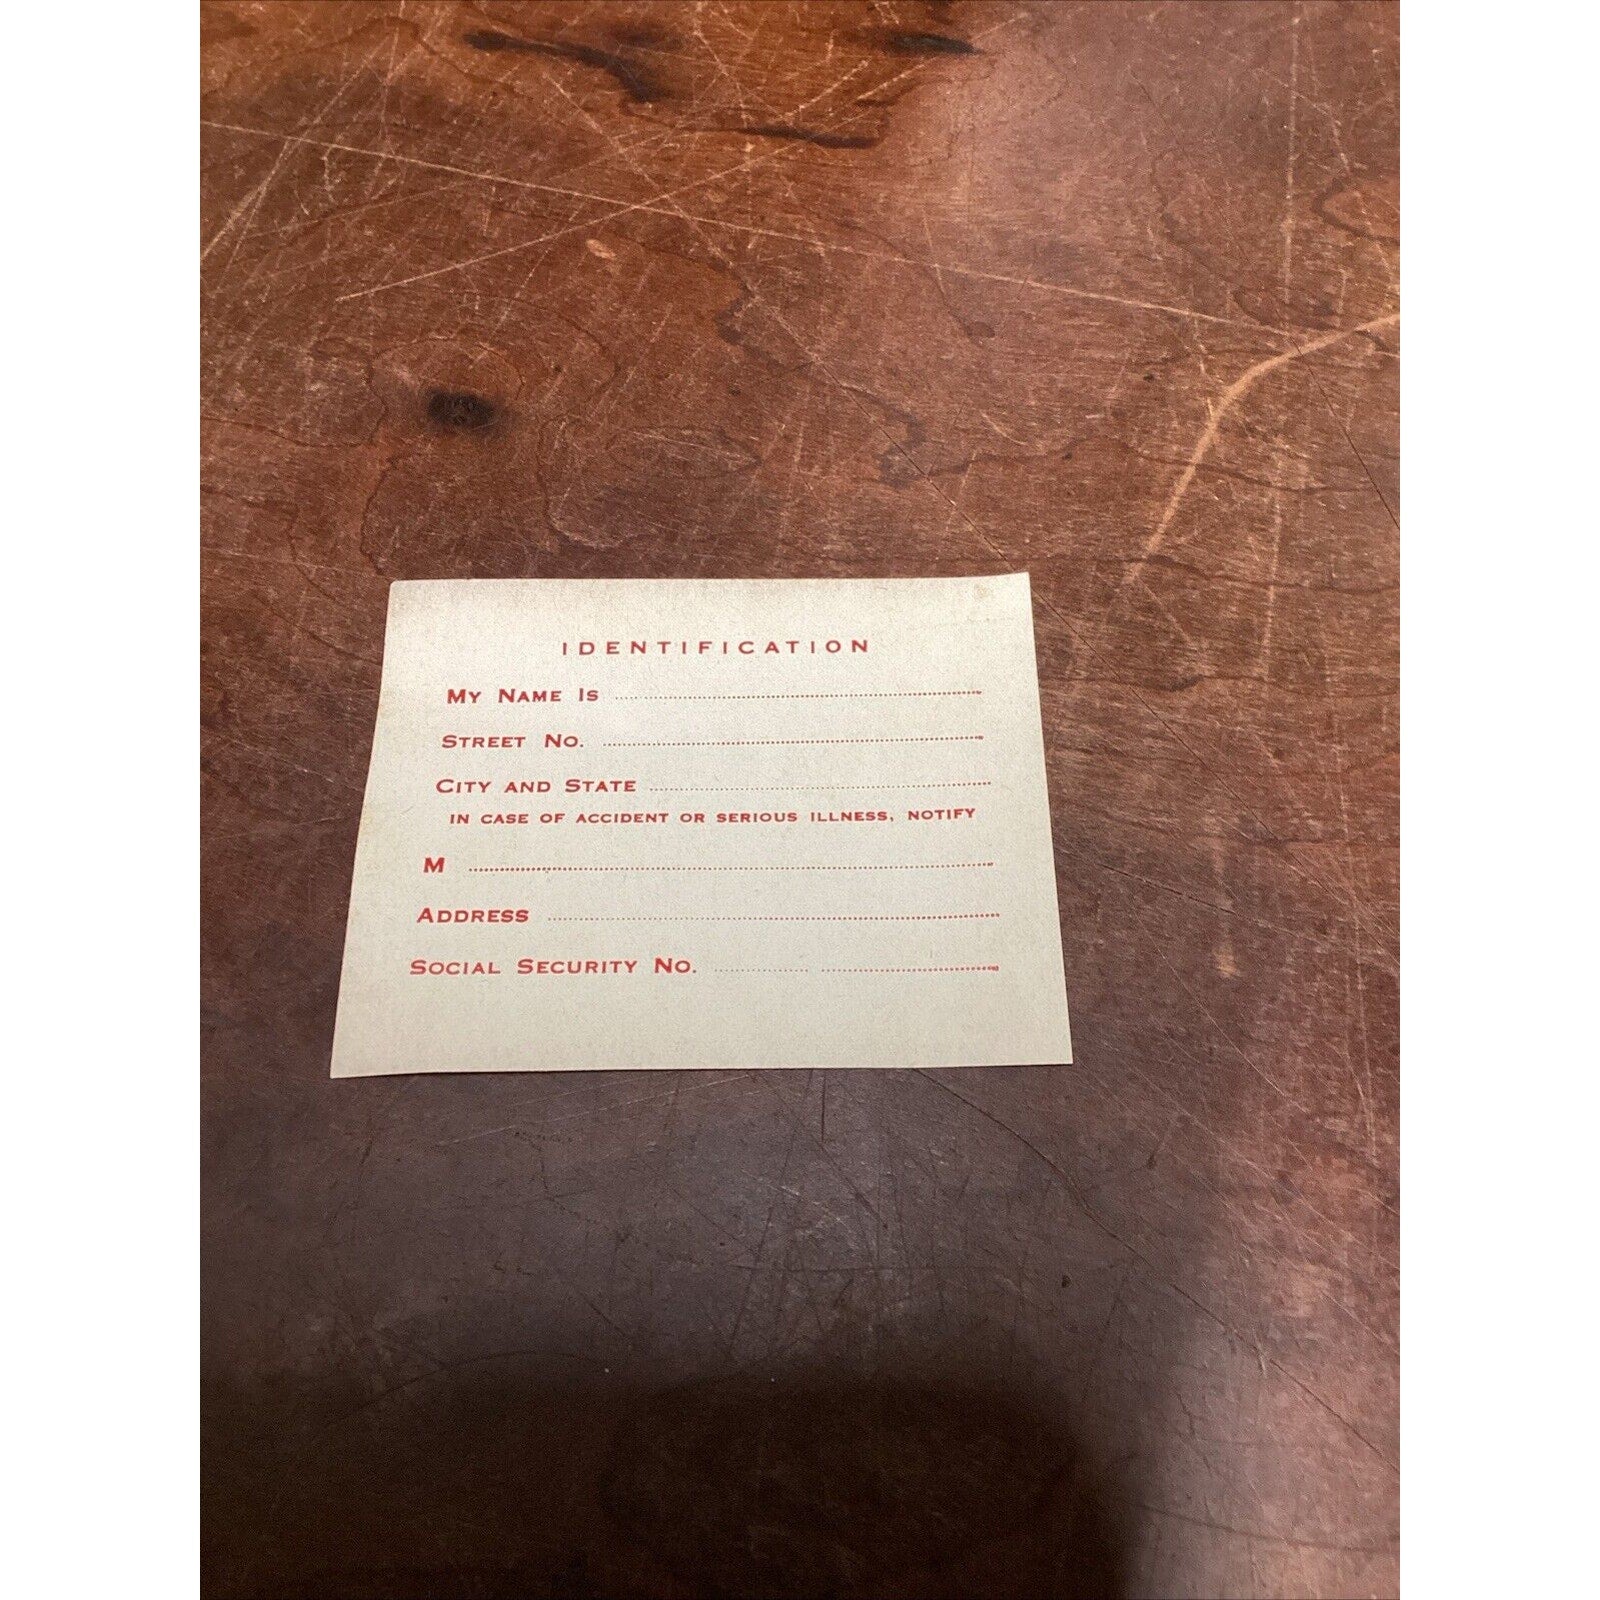 IDENTIFICATION
MY NAME IS
STREET NO.
CITY AND STATE
IN CASE OF ACCIDENT OR SERIOUS ILLNESS, NOTIFY
M
ADDRESS
SOCIAL SECURITY NO.